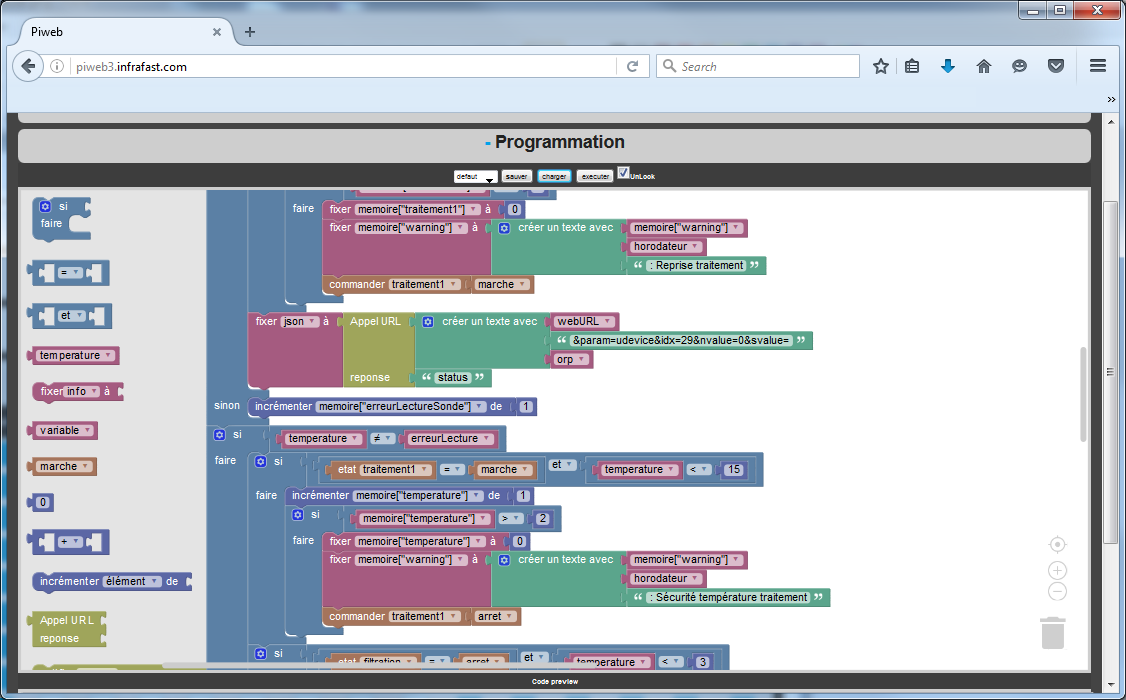 Piweb
piweb3.infrafast.com
Search
- Programmation
defaut sauver charger executer UnLook
si
faire
=
et
temperature
fixer info à
variable
marche
0
+
incrémenter élément de
Appel URL
reponse
faire fixer memoire["traitement1"] à 0
fixer memoire["warning"] à créer un texte avec memoire["warning"]
horodateur
“ : Reprise traitement ”
commander traitement1 marche
fixer json à Appel URL créer un texte avec webURL
“ &param=udevice&idx=29&nvalue=0&svalue= ”
orp
reponse “ status ”
sinon incrémenter memoire["erreurLectureSonde"] de 1
si temperature ≠ erreurLecture
faire si etat traitement1 = marche et temperature < 15
faire incrémenter memoire["temperature"] de 1
si memoire["temperature"] > 2
faire fixer memoire["temperature"] à 0
fixer memoire["warning"] à créer un texte avec memoire["warning"]
horodateur
“ : Sécurité température traitement ”
commander traitement1 arret
si etat filtration = arret et temperature < 3
Code preview